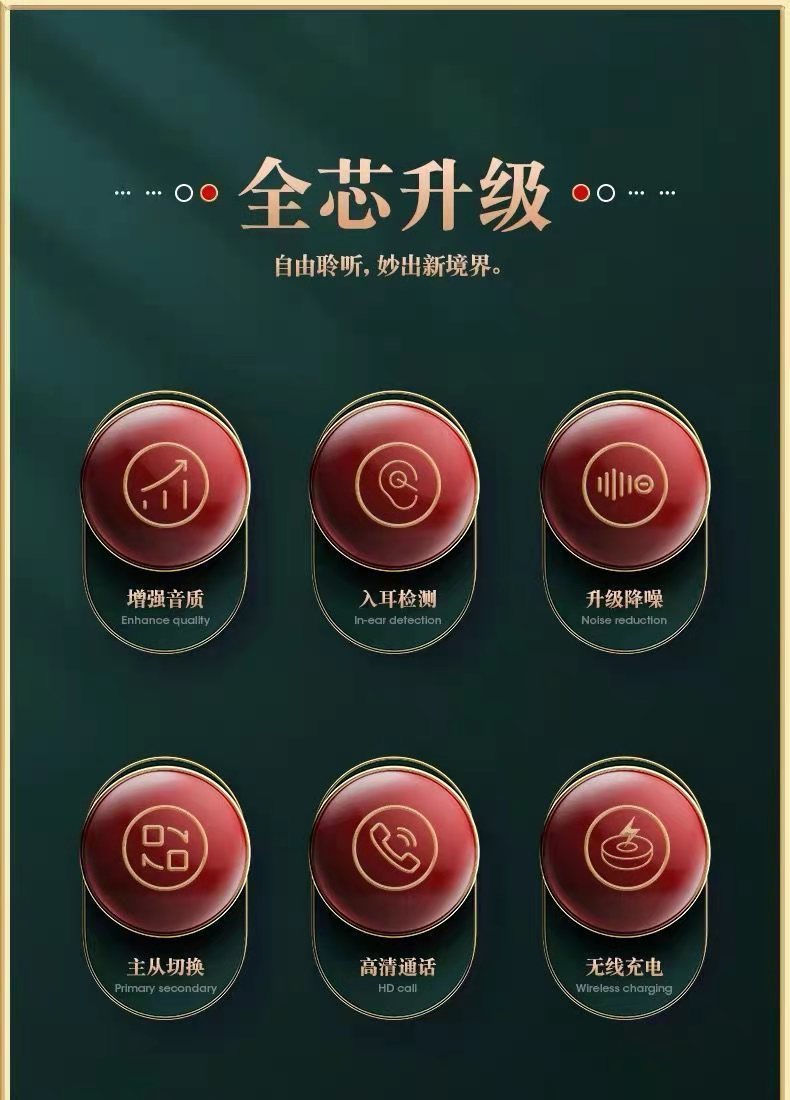 全芯升级
自由聆听,妙出新境界。
增强音质
Enhance quality
入耳检测
In-ear detection
升级降噪
Noise reduction
主从切换
Primary secondary
高清通话
HD call
无线充电
Wireless charging